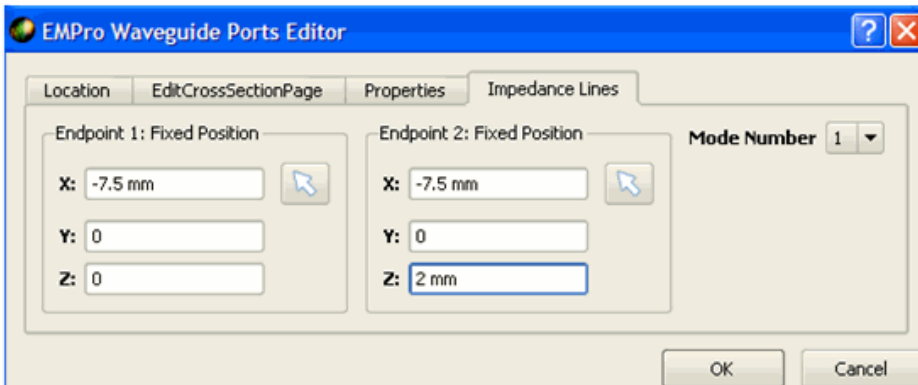 EMPro Waveguide Ports Editor
Location EditCrossSectionPage Properties Impedance Lines
Endpoint 1: Fixed Position Endpoint 2: Fixed Position Mode Number 1
X: -7.5 mm X: -7.5 mm
Y: 0 Y: 0
Z: 0 Z: 2 mm
OK Cancel